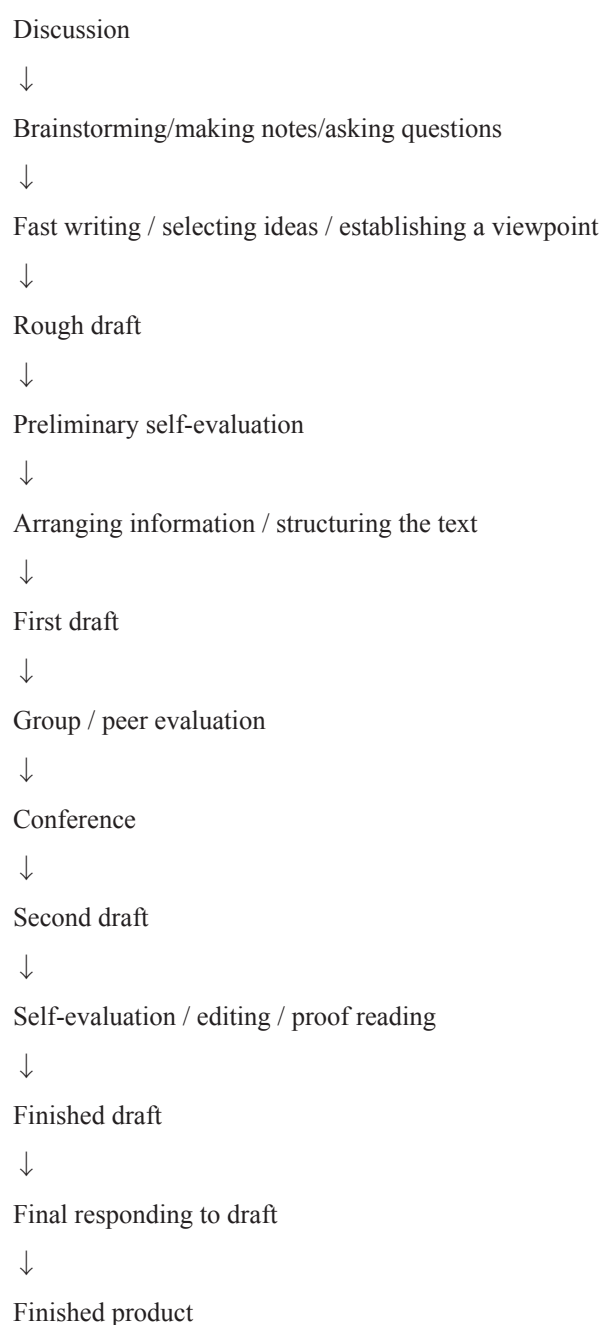 Discussion
↓
Brainstorming/making notes/asking questions
↓
Fast writing / selecting ideas / establishing a viewpoint
↓
Rough draft
↓
Preliminary self-evaluation
↓
Arranging information / structuring the text
↓
First draft
↓
Group / peer evaluation
↓
Conference
↓
Second draft
↓
Self-evaluation / editing / proof reading
↓
Finished draft
↓
Final responding to draft
↓
Finished product